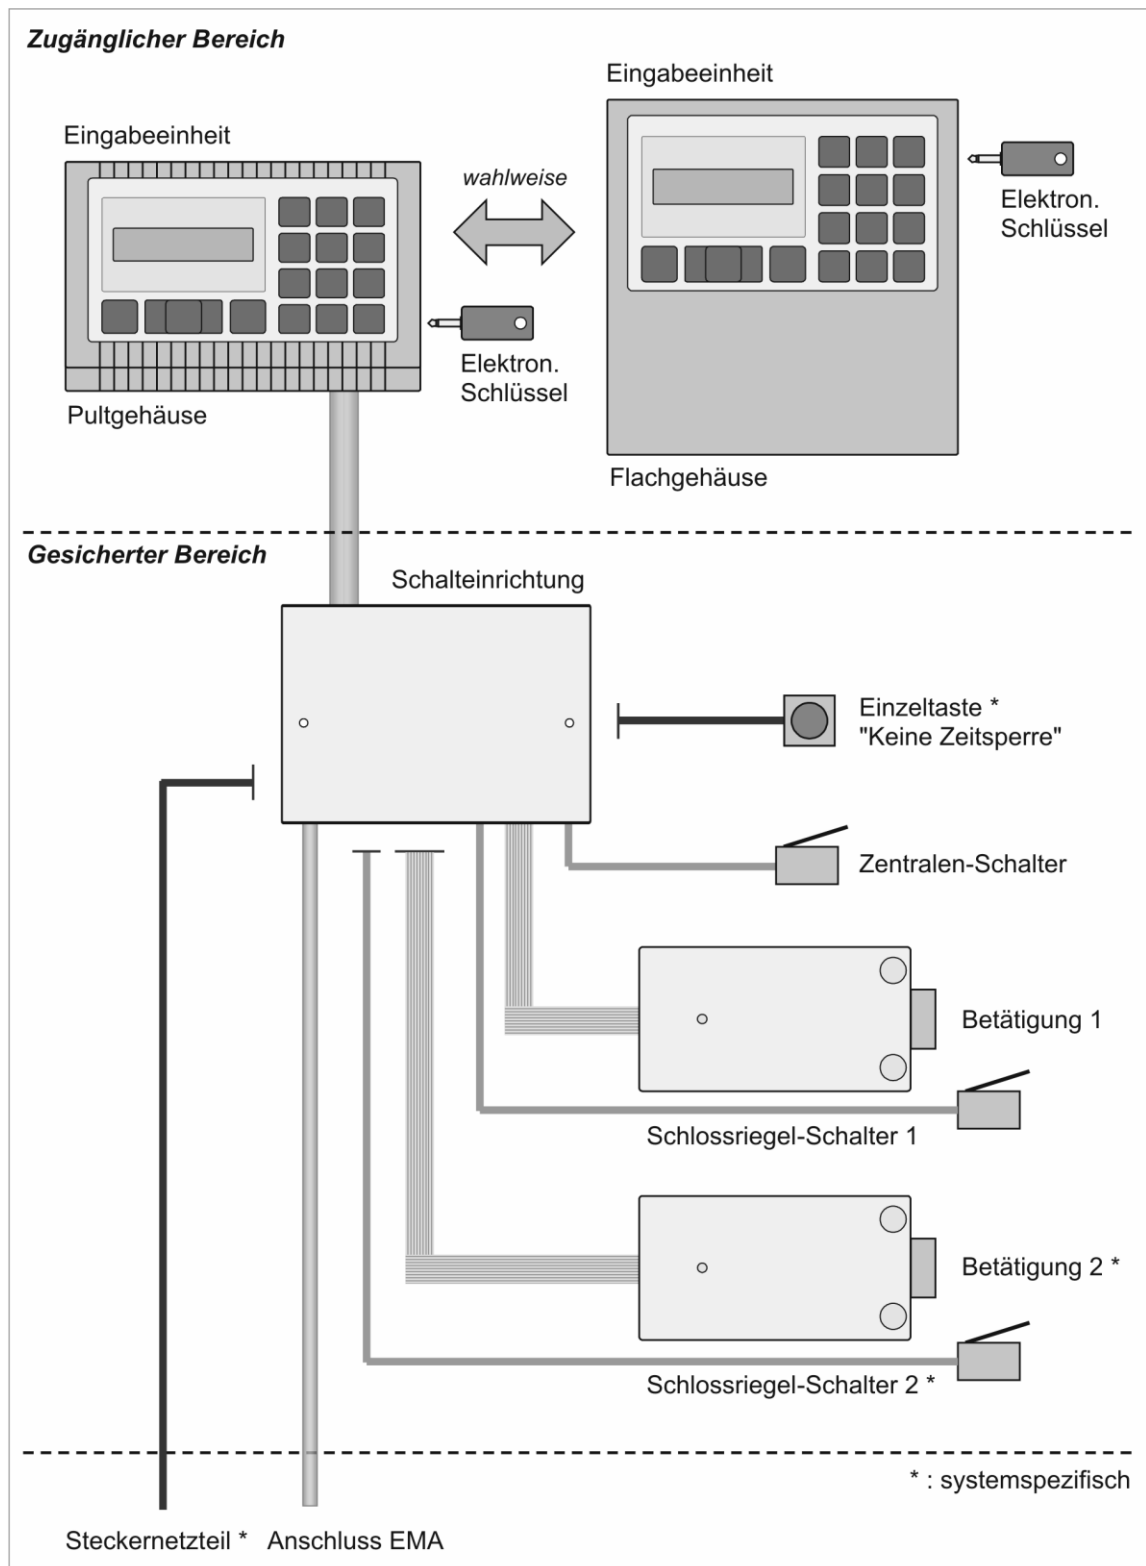 Zugänglicher Bereich
Eingabeeinheit
Eingabeeinheit
wahlweise
Elektron.
Schlüssel
Elektron.
Schlüssel
Pultgehäuse
Flachgehäuse
Gesicherter Bereich
Schalteinrichtung
Einzeltaste *
"Keine Zeitsperre"
Zentralen-Schalter
Betätigung 1
Schlossriegel-Schalter 1
Betätigung 2 *
Schlossriegel-Schalter 2 *
* : systemspezifisch
Steckernetzteil * Anschluss EMA